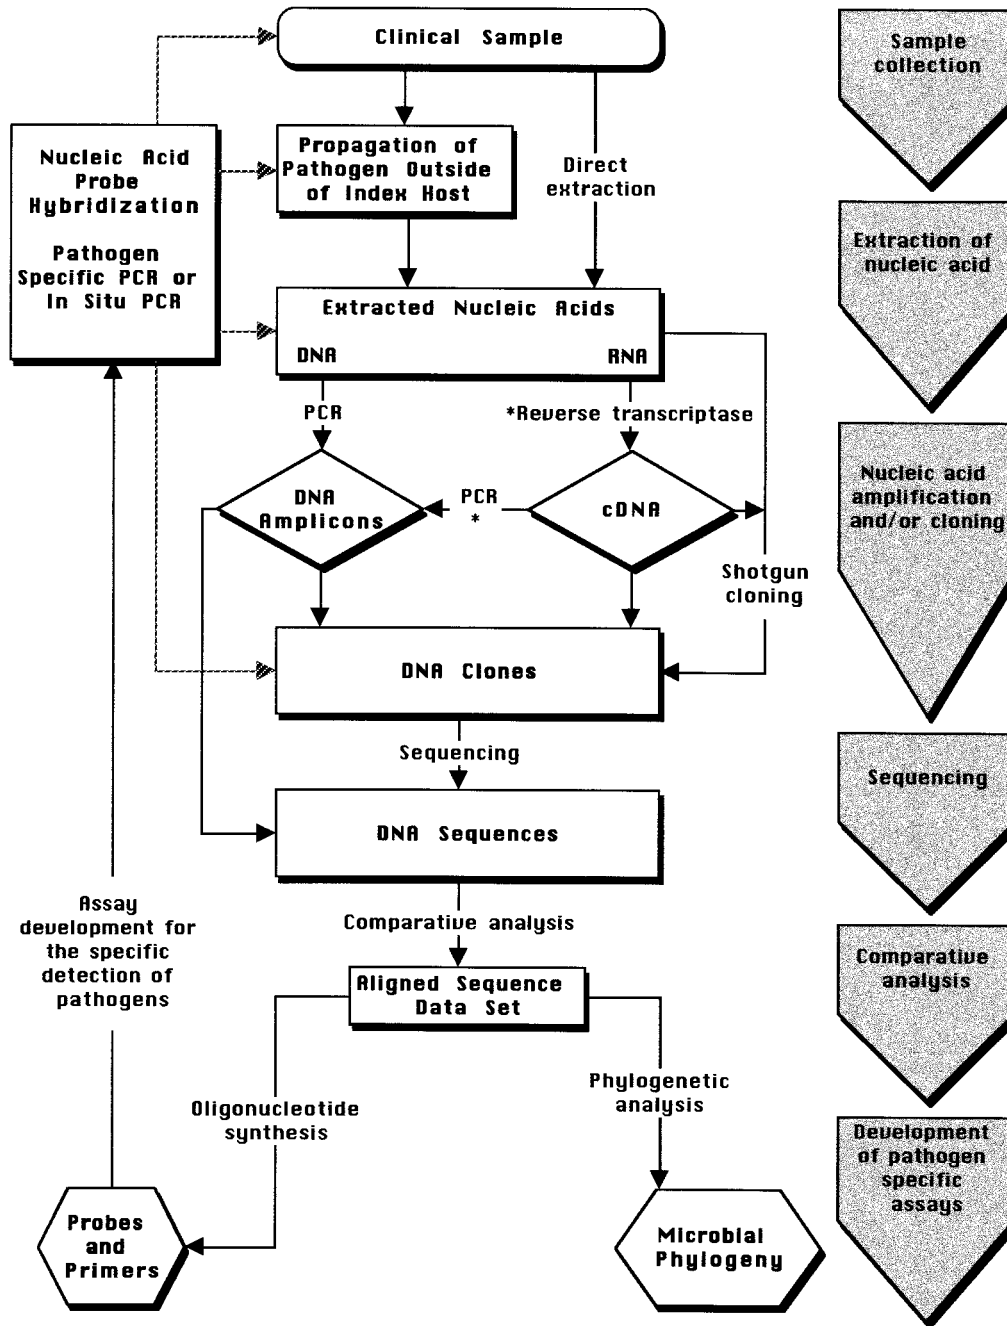 Clinical Sample
Sample
collection
Nucleic Acid
Probe
Hybridization
Pathogen
Specific PCR or
In Situ PCR
Propagation of
Pathogen Outside
of Index Host
Direct
extraction
Extraction of
nucleic acid
Extracted Nucleic Acids
DNA
RNA
PCR
*Reverse transcriptase
Nucleic acid
amplification
and/or cloning
DNA
Amplicons
PCR
*
cDNA
Shotgun
cloning
DNA Clones
Sequencing
Sequencing
DNA Sequences
Assay
development for
the specific
detection of
pathogens
Comparative analysis
Comparative
analysis
Aligned Sequence
Data Set
Oligonucleotide
synthesis
Phylogenetic
analysis
Development
of pathogen
specific
assays
Probes
and
Primers
Microbial
Phylogeny